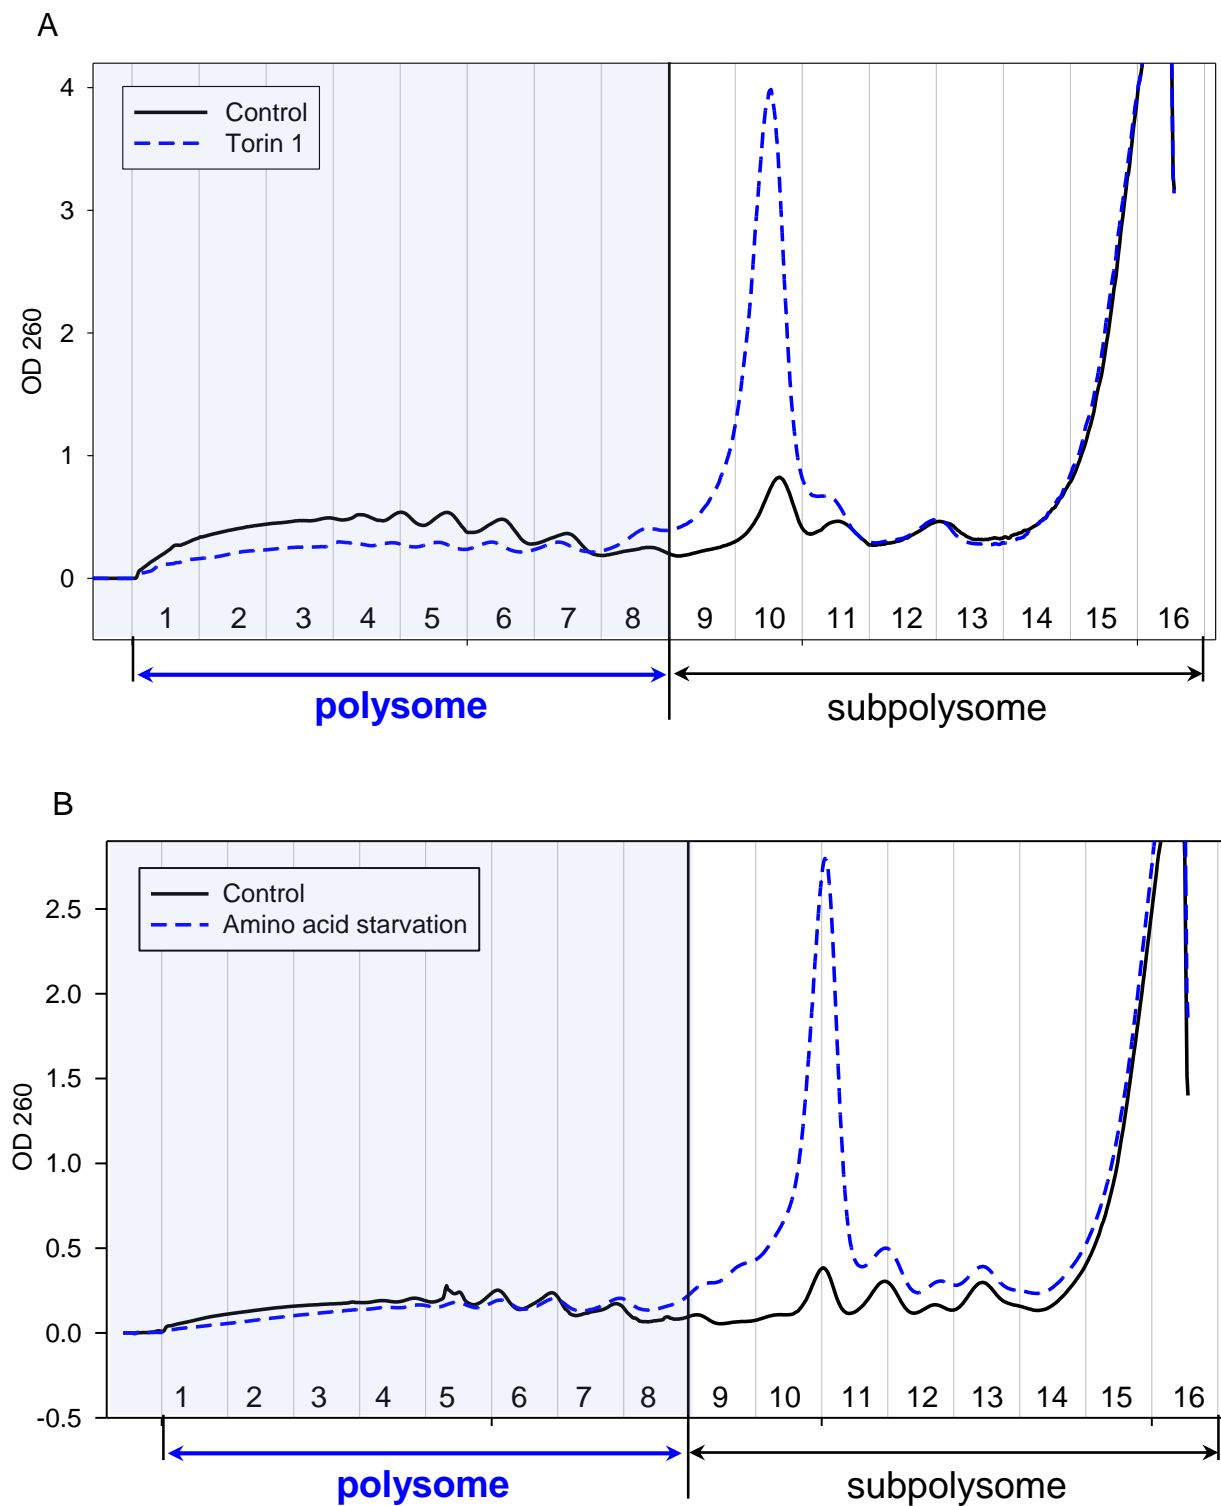 A
4
3
2
1
0
OD 260
Control
Torin 1
1 2 3 4 5 6 7 8 9 10 11 12 13 14 15 16
polysome
subpolysome
B
2.5
2.0
1.5
1.0
0.5
0.0
-0.5
OD 260
Control
Amino acid starvation
1 2 3 4 5 6 7 8 9 10 11 12 13 14 15 16
polysome
subpolysome